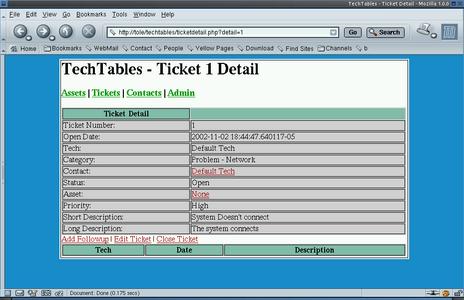 TechTables - Ticket Detail - Mozilla 1.0.0
File Edit View Go Bookmarks Tools Window Help
http://tole/techtables/ticketdetail.php?detail=1 Go Search
Home Bookmarks WebMail Contact People Yellow Pages Download Find Sites Channels
TechTables - Ticket 1 Detail
Assets | Tickets | Contacts | Admin
Ticket Detail
Ticket Number: 1
Open Date: 2002-11-02 18:44:47.640117-05
Tech: Default Tech
Category: Problem - Network
Contact: Default Tech
Status: Open
Asset: None
Priority: High
Short Description: System Doesn't connect
Long Description: The system connects
Add Followup | Edit Ticket | Close Ticket
Tech Date Description
Document: Done (0.175 secs)